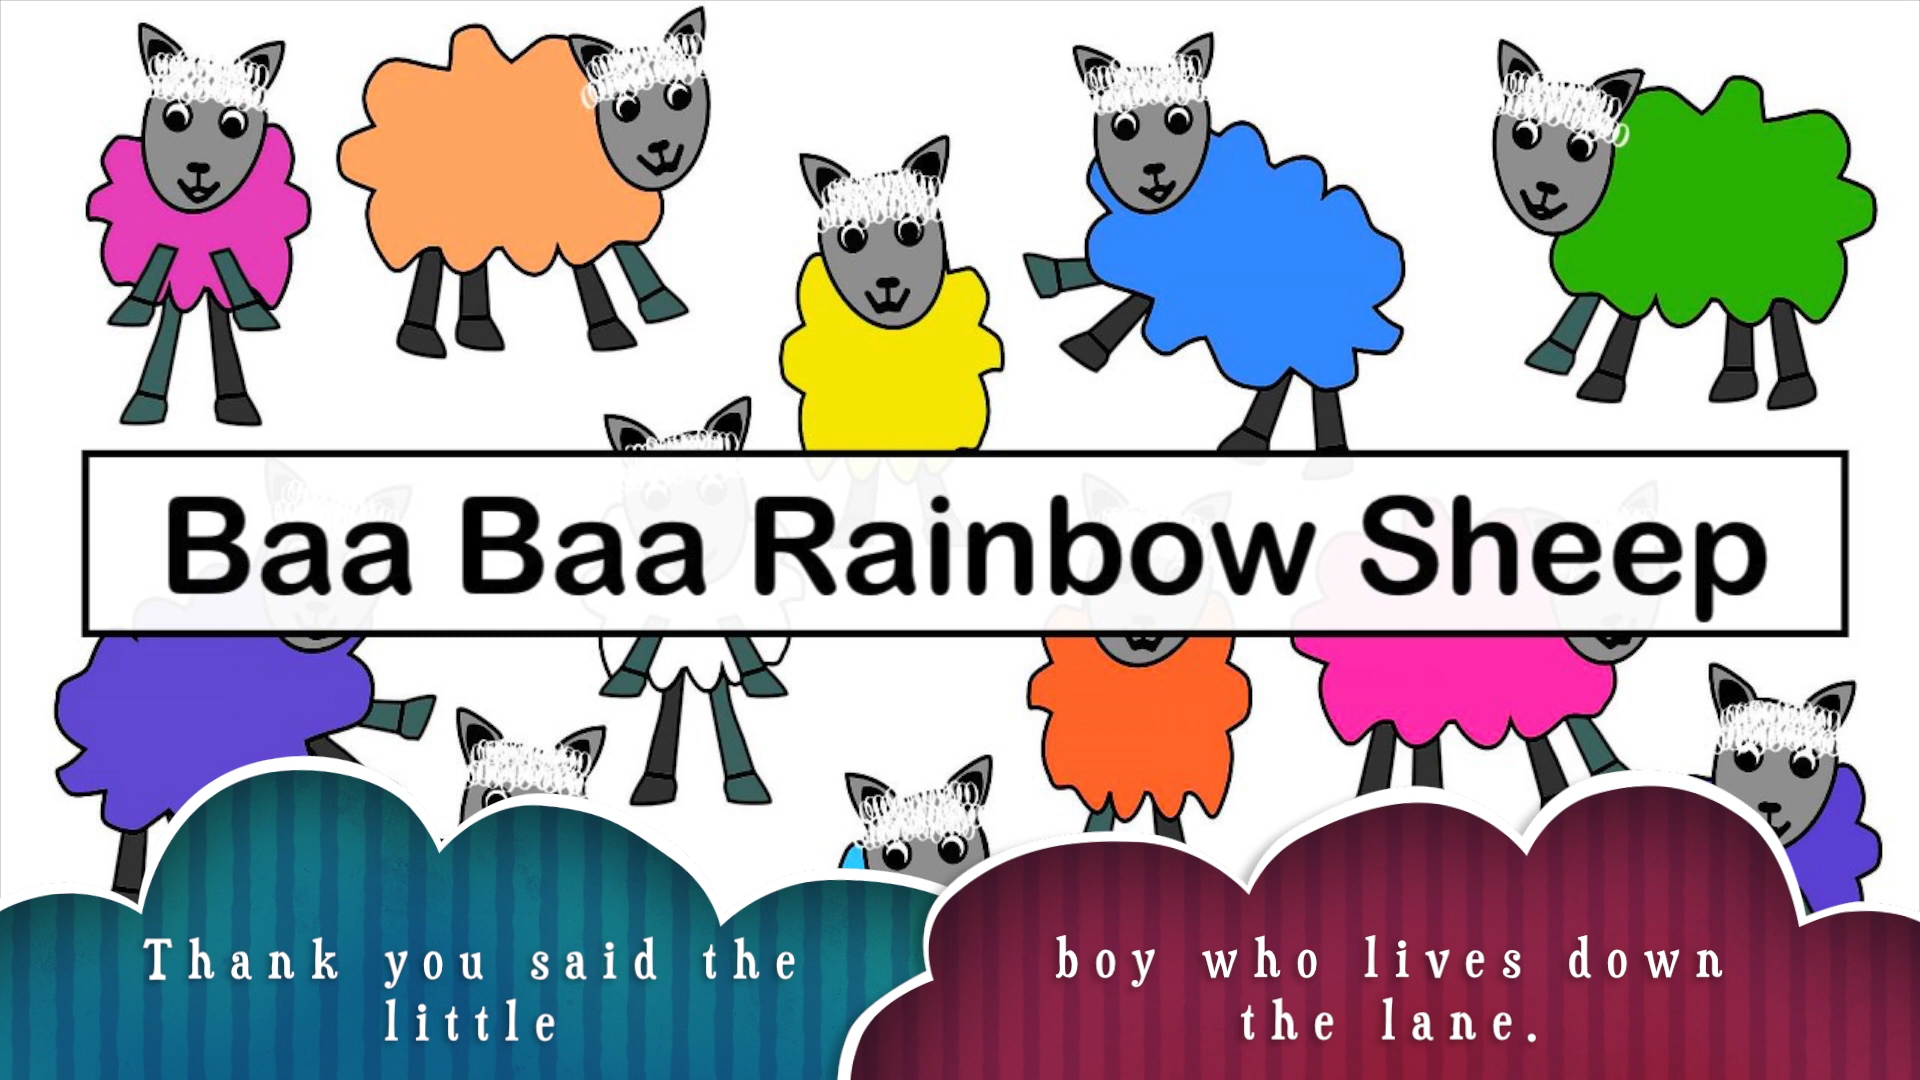 Baa Baa Rainbow Sheep
Thank you said the
little
boy who lives down
the lane.